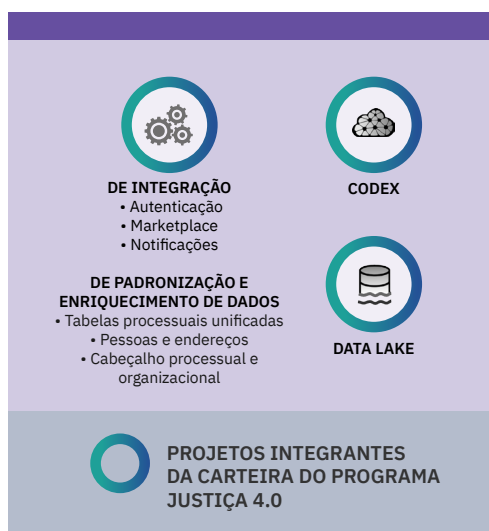 DE INTEGRAÇÃO
• Autenticação
• Marketplace
• Notificações
DE PADRONIZAÇÃO E
ENRIQUECIMENTO DE DADOS
• Tabelas processuais unificadas
• Pessoas e endereços
• Cabeçalho processual e
organizacional
CODEX
DATA LAKE
PROJETOS INTEGRANTES
DA CARTEIRA DO PROGRAMA
JUSTIÇA 4.0